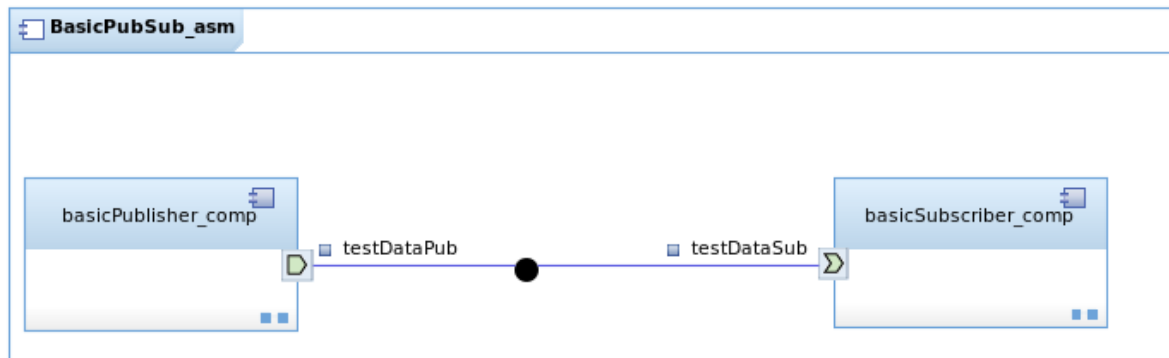 BasicPubSub_asm
basicPublisher_comp
basicSubscriber_comp
testDataPub
testDataSub